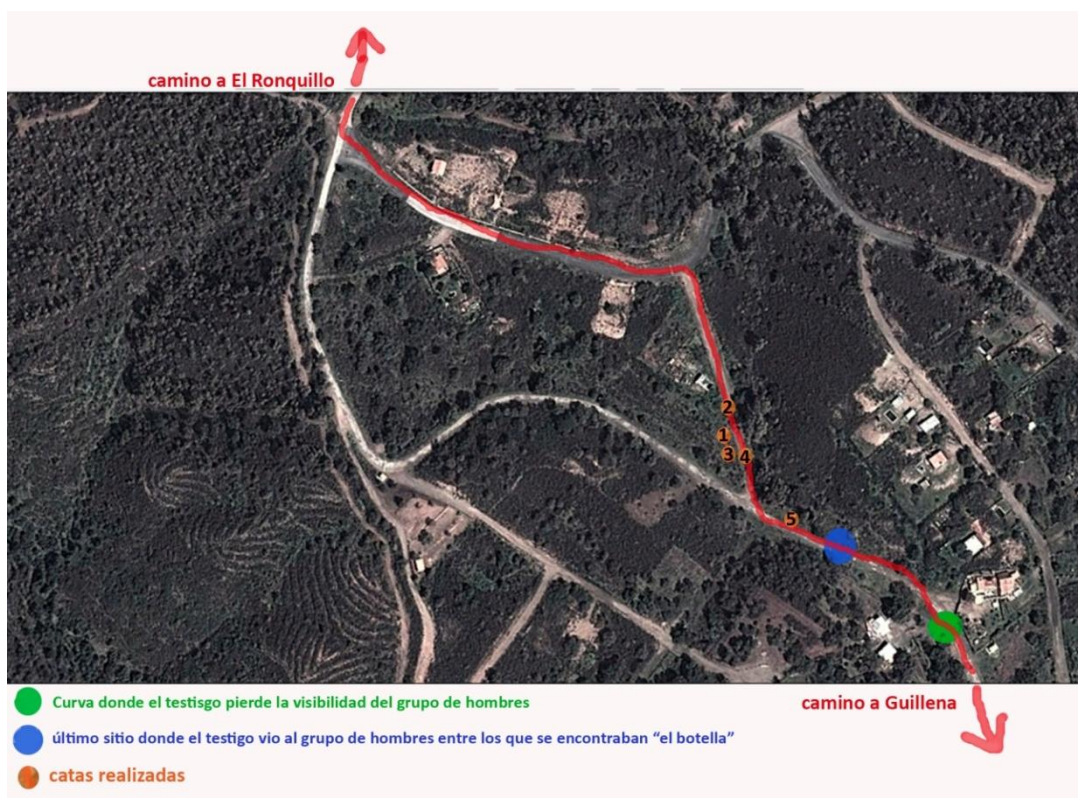 camino a El Ronquillo
2
1
3 4
5
camino a Guillena
Curva donde el testisgo pierde la visibilidad del grupo de hombres
último sitio donde el testigo vio al grupo de hombres entre los que se encontraban “el botella”
catas realizadas